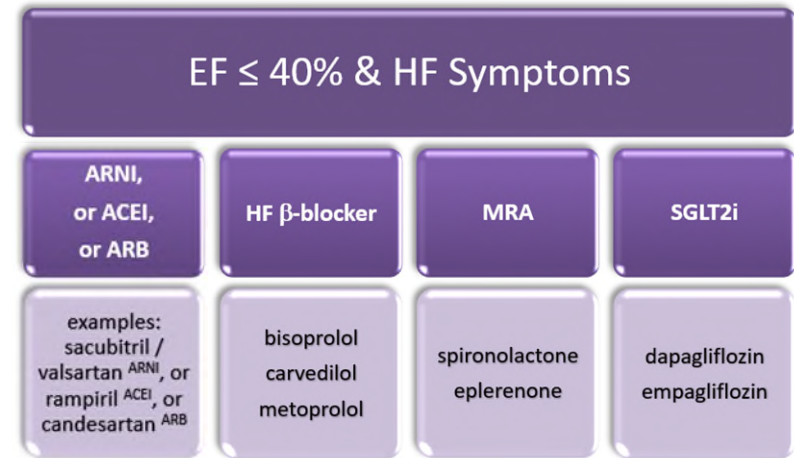 EF ≤ 40% & HF Symptoms
ARNI,
or ACEI,
or ARB
HF β-blocker
MRA
SGLT2i
examples:
sacubitril /
valsartan ARNI, or
rampiril ACEI, or
candesartan ARB
bisoprolol
carvedilol
metoprolol
spironolactone
eplerenone
dapagliflozin
empagliflozin